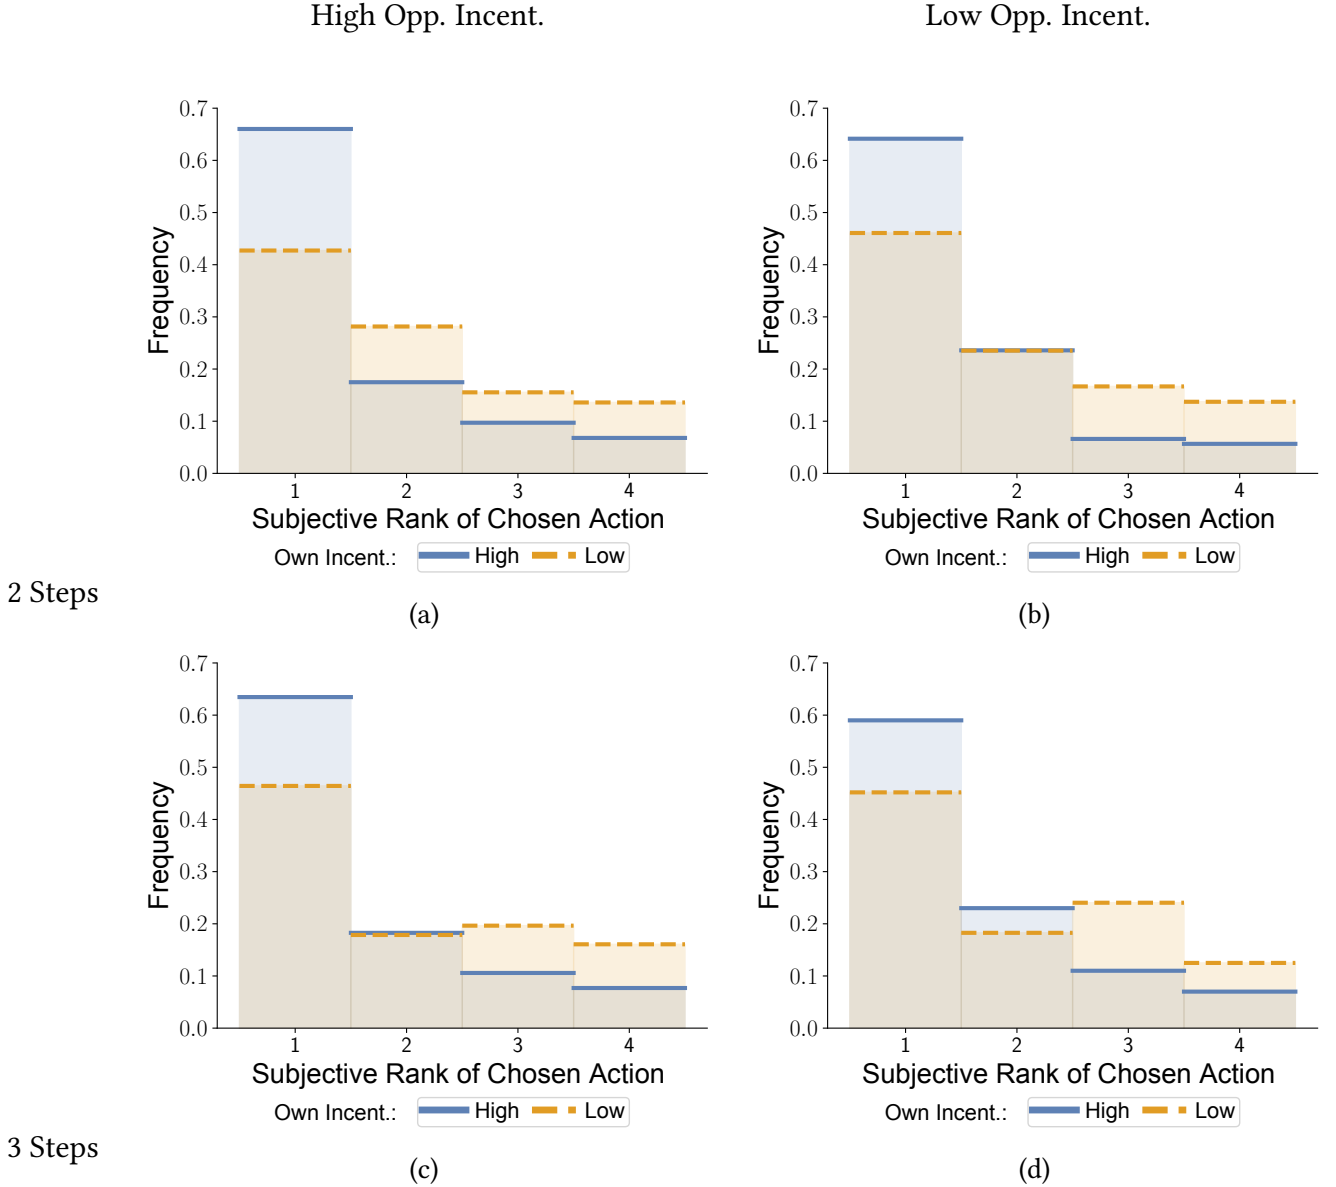 High Opp. Incent.
Low Opp. Incent.
0.7
0.6
0.5
0.4
0.3
0.2
0.1
0.0
Frequency
1 2 3 4
Subjective Rank of Chosen Action
Own Incent.: High Low
(a)
0.7
0.6
0.5
0.4
0.3
0.2
0.1
0.0
Frequency
1 2 3 4
Subjective Rank of Chosen Action
Own Incent.: High Low
(b)
2 Steps
0.7
0.6
0.5
0.4
0.3
0.2
0.1
0.0
Frequency
1 2 3 4
Subjective Rank of Chosen Action
Own Incent.: High Low
(c)
0.7
0.6
0.5
0.4
0.3
0.2
0.1
0.0
Frequency
1 2 3 4
Subjective Rank of Chosen Action
Own Incent.: High Low
(d)
3 Steps